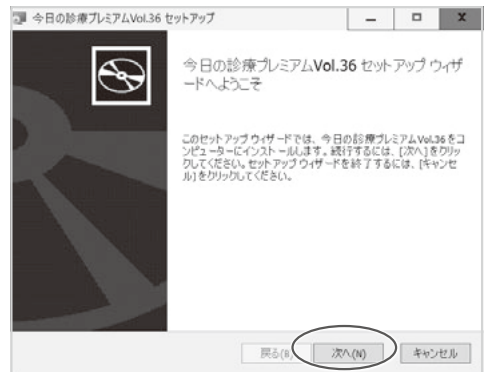 今日の診療プレミアムVol.36 セットアップ
今日の診療プレミアムVol.36 セットアップ ウィザ
ードへようこそ
このセットアップ ウィザードでは、今日の診療プレミアム Vol.36 をコ
ンピューターにインストールします。続行するには、[次へ] をクリッ
クしてください。セットアップ ウィザードを終了するには、[キャンセ
ル] をクリックしてください。
戻る(B)
次へ(N)
キャンセル